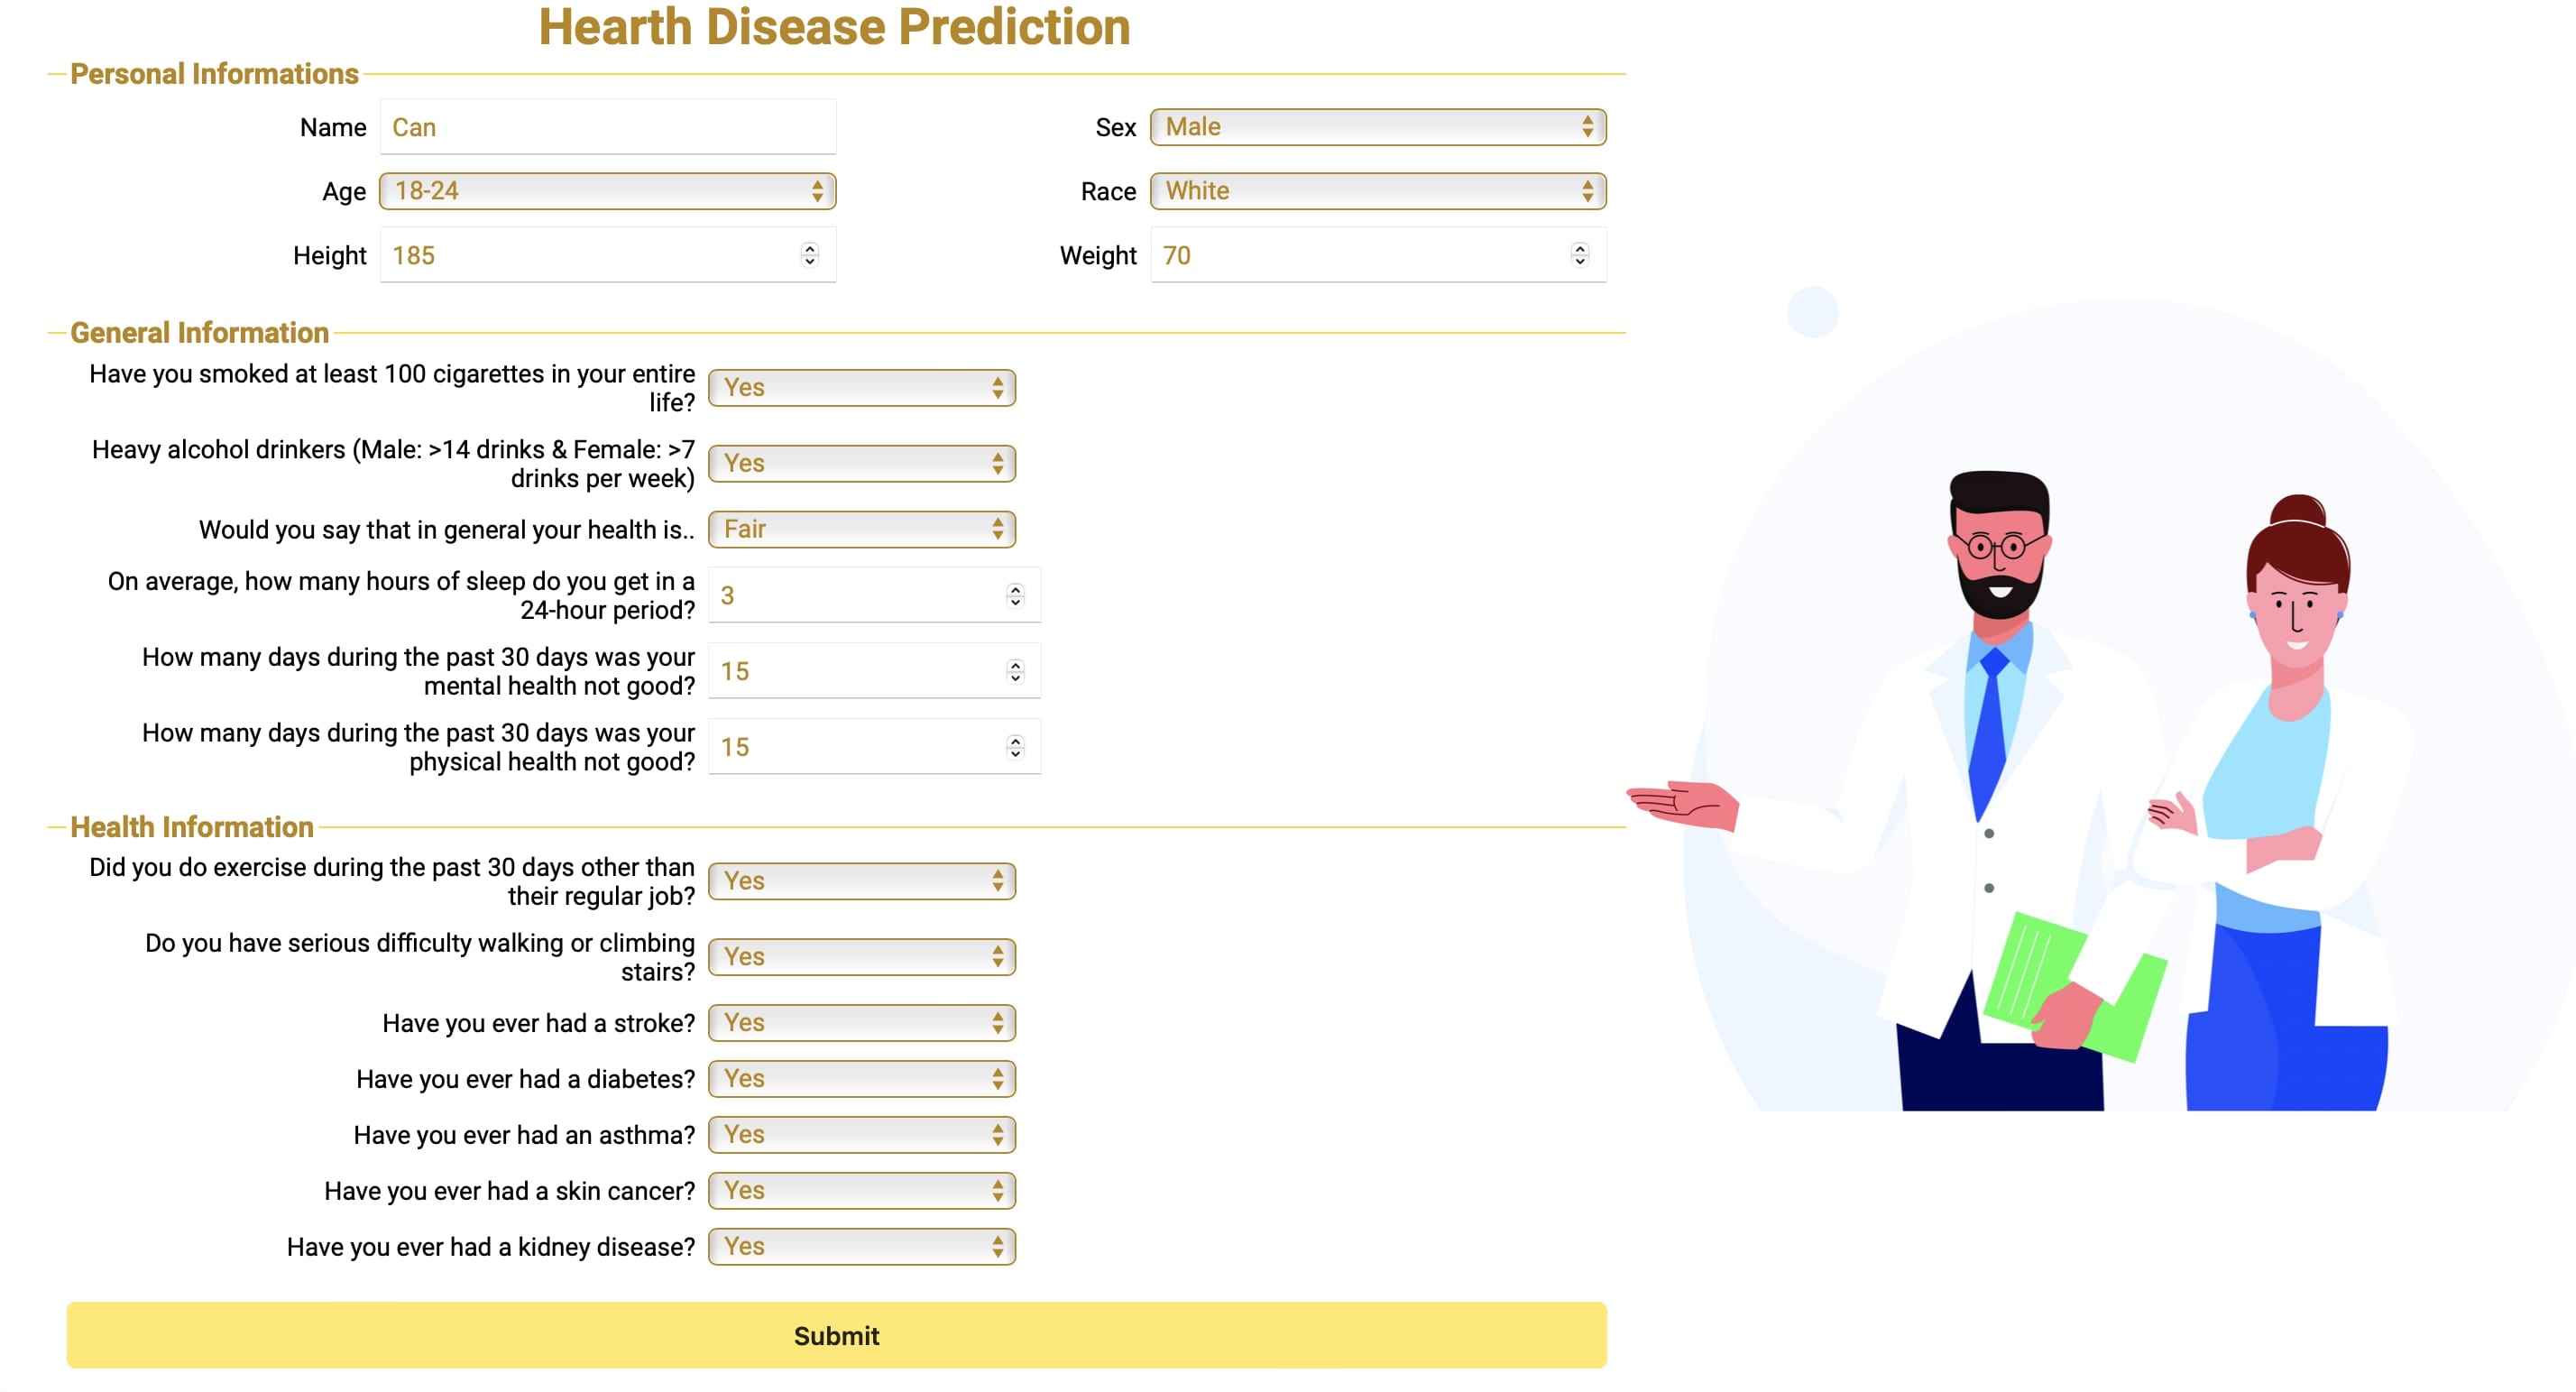 Hearth Disease Prediction
Personal Informations
Name Can Sex Male
Age 18-24 Race White
Height 185 Weight 70
General Information
Have you smoked at least 100 cigarettes in your entire
life? Yes
Heavy alcohol drinkers (Male: >14 drinks & Female: >7
drinks per week) Yes
Would you say that in general your health is.. Fair
On average, how many hours of sleep do you get in a
24-hour period? 3
How many days during the past 30 days was your
mental health not good? 15
How many days during the past 30 days was your
physical health not good? 15
Health Information
Did you do exercise during the past 30 days other than
their regular job? Yes
Do you have serious difficulty walking or climbing
stairs? Yes
Have you ever had a stroke? Yes
Have you ever had a diabetes? Yes
Have you ever had an asthma? Yes
Have you ever had a skin cancer? Yes
Have you ever had a kidney disease? Yes
Submit